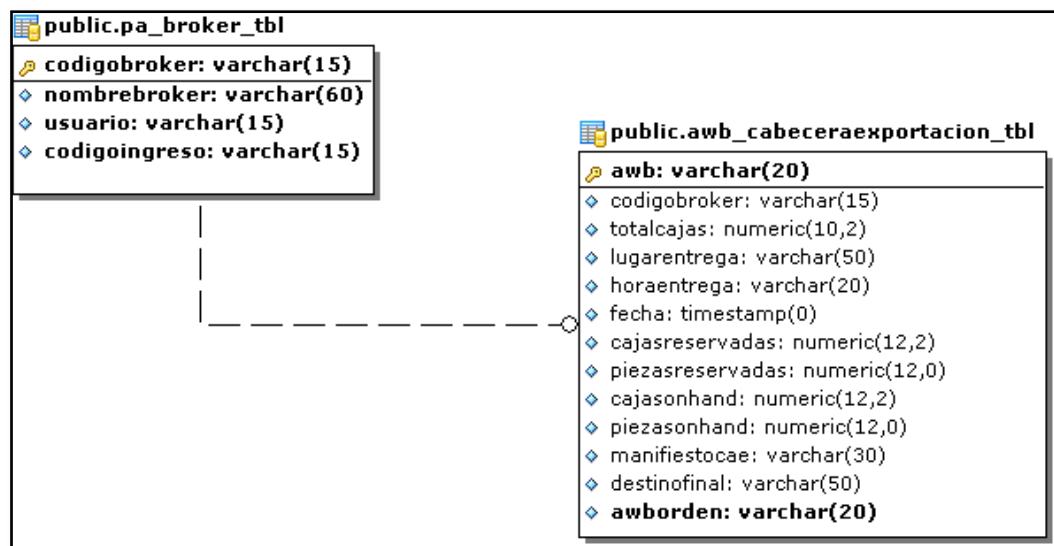 public.pa_broker_tbl
codigobroker: varchar(15)
nombrebroker: varchar(60)
usuario: varchar(15)
codigoingreso: varchar(15)
public.awb_cabeceraexportacion_tbl
awb: varchar(20)
codigobroker: varchar(15)
totalcajas: numeric(10,2)
lugarentrega: varchar(50)
horaentrega: varchar(20)
fecha: timestamp(0)
cajasreservadas: numeric(12,2)
piezasreservadas: numeric(12,0)
cajasonhand: numeric(12,2)
piezasonhand: numeric(12,0)
manifiestocae: varchar(30)
destinofinal: varchar(50)
awborden: varchar(20)